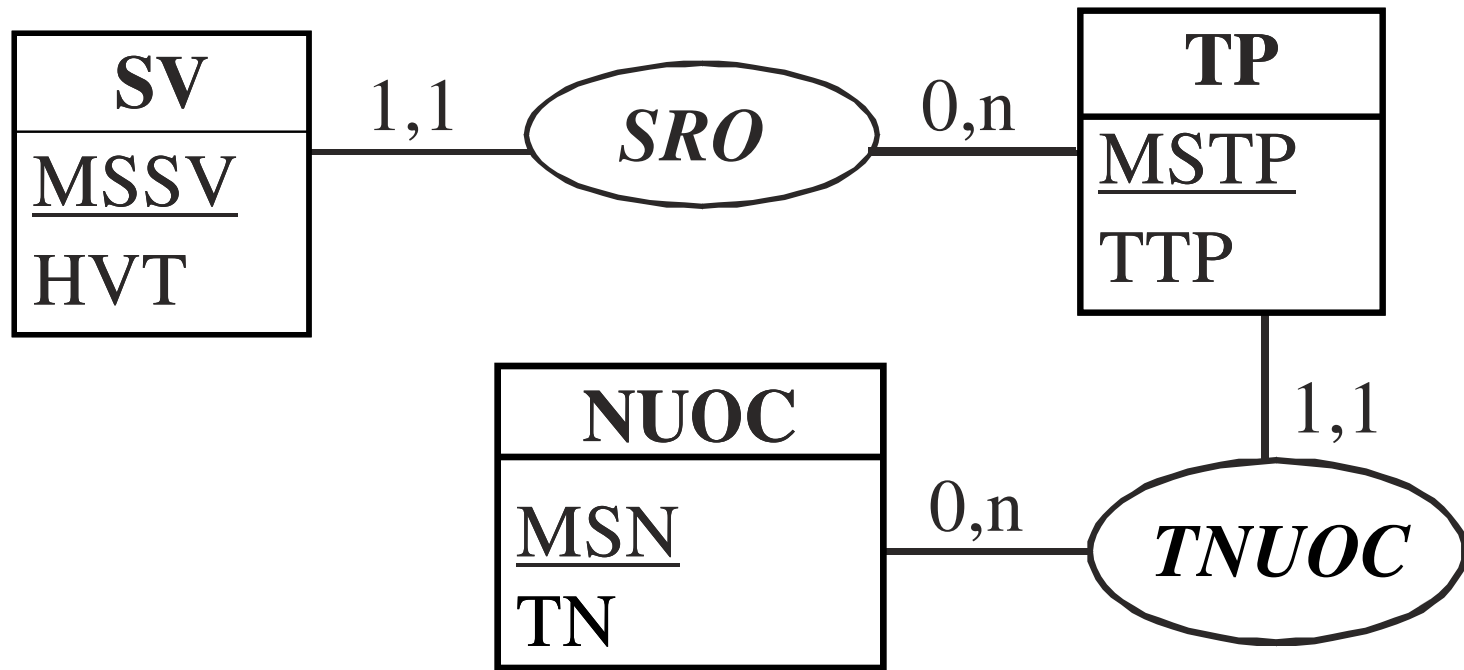 SV
MSSV
HVT
1,1
SRO
0,n
TP
MSTP
TTP
1,1
TNUOC
0,n
NUOC
MSN
TN